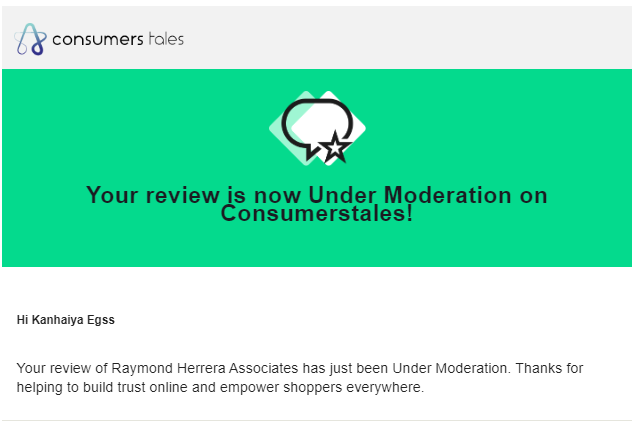 consumers tales
Your review is now Under Moderation on
Consumerstales!
Hi Kanhaiya Egss
Your review of Raymond Herrera Associates has just been Under Moderation. Thanks for
helping to build trust online and empower shoppers everywhere.